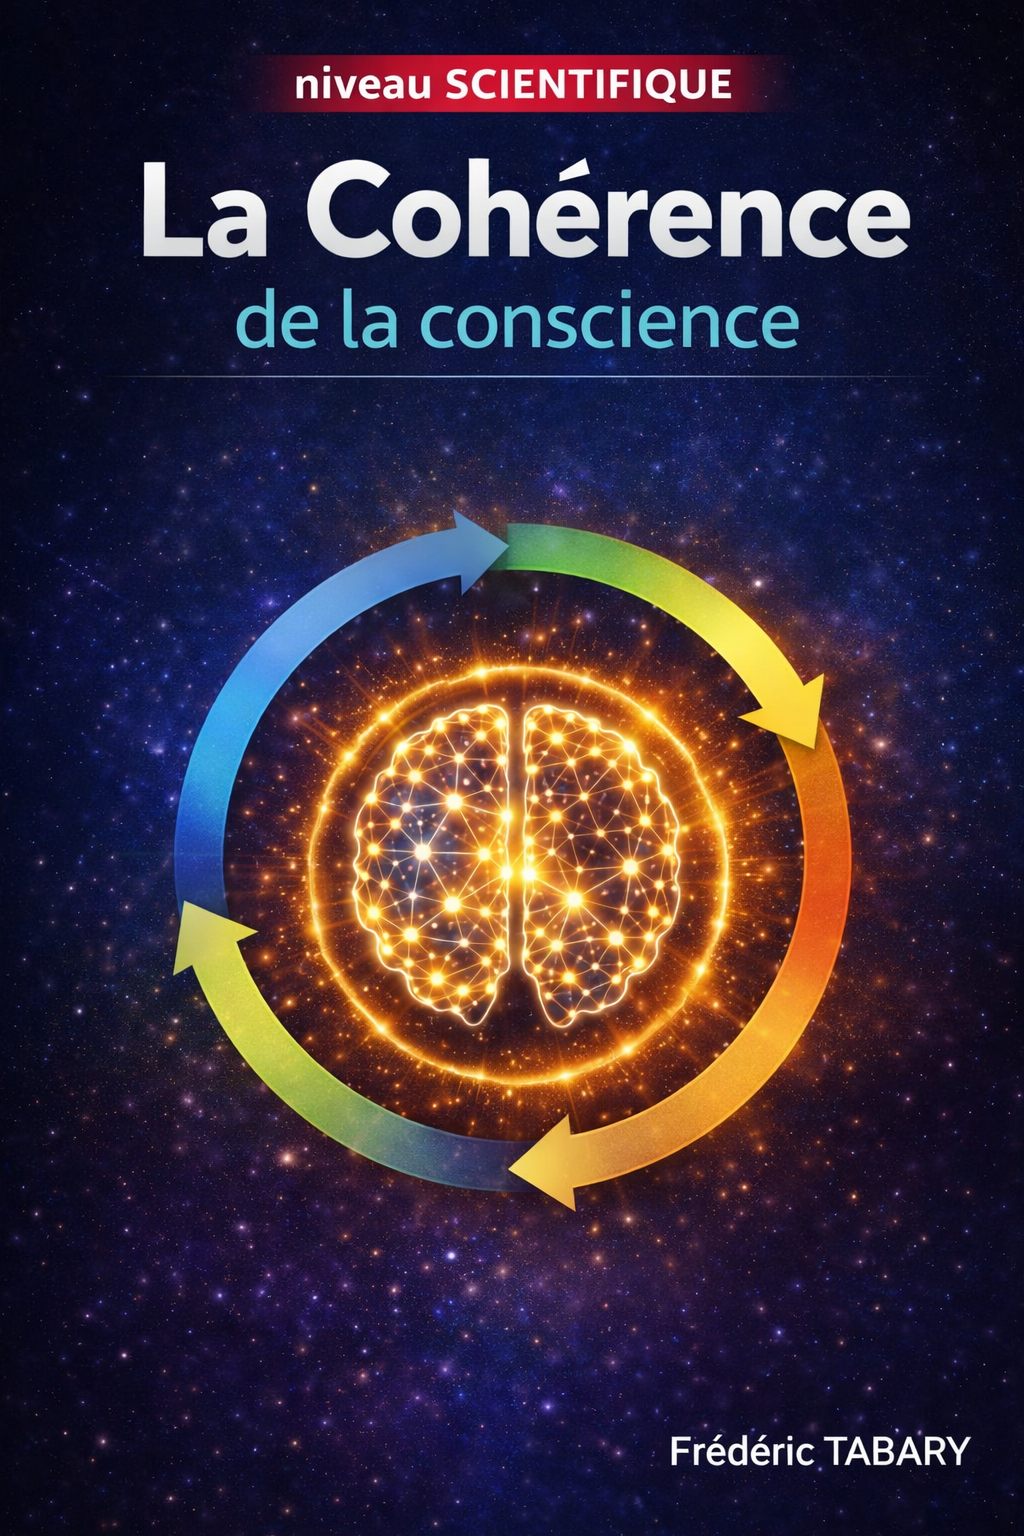 niveau SCIENTIFIQUE
La Cohérence
de la conscience
Frédéric TABARY